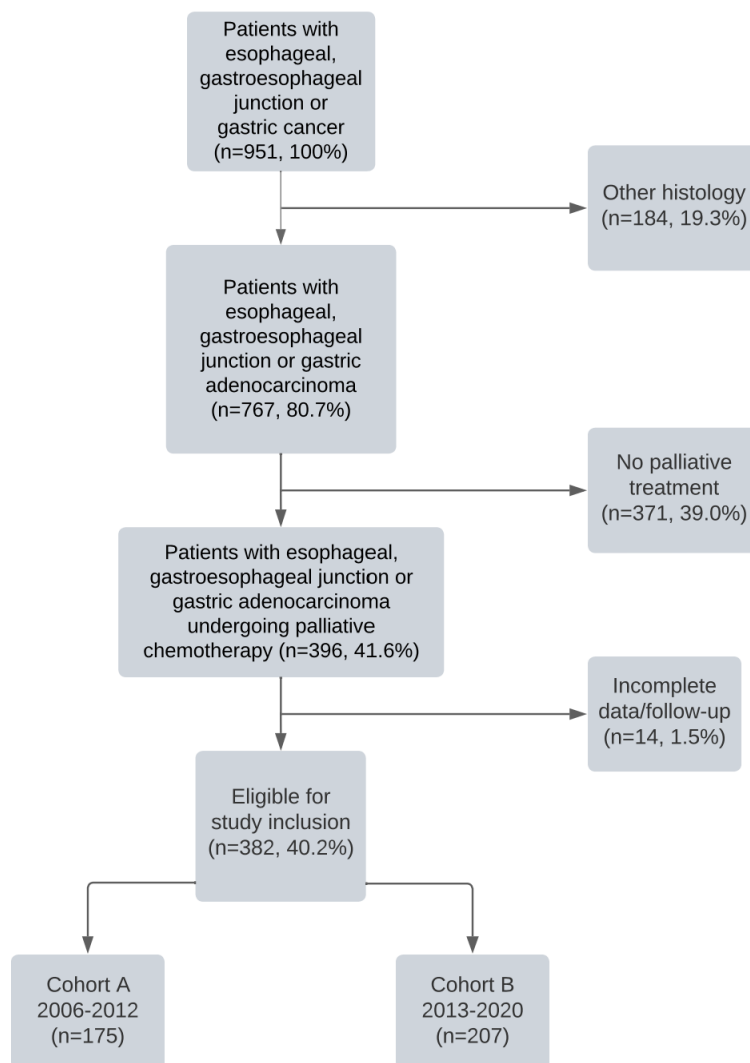 Patients with
esophageal,
gastroesophageal
junction or
gastric cancer
(n=951, 100%)
Other histology
(n=184, 19.3%)
Patients with
esophageal,
gastroesophageal
junction or gastric
adenocarcinoma
(n=767, 80.7%)
No palliative
treatment
(n=371, 39.0%)
Patients with esophageal,
gastroesophageal junction or
gastric adenocarcinoma
undergoing palliative
chemotherapy (n=396, 41.6%)
Incomplete
data/follow-up
(n=14, 1.5%)
Eligible for
study inclusion
(n=382, 40.2%)
Cohort A
2006-2012
(n=175)
Cohort B
2013-2020
(n=207)